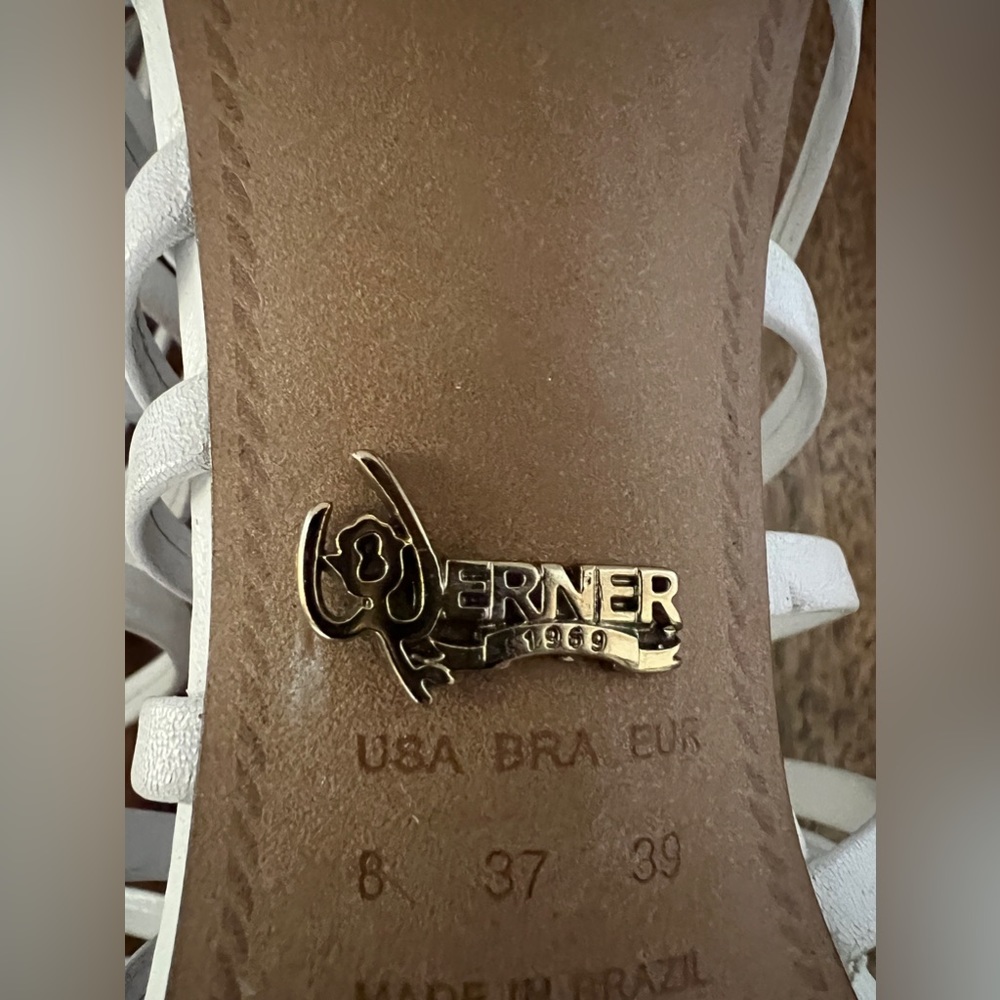 WERNER
1969
USA BRA EUR
8 37 39
MADE IN BRAZIL